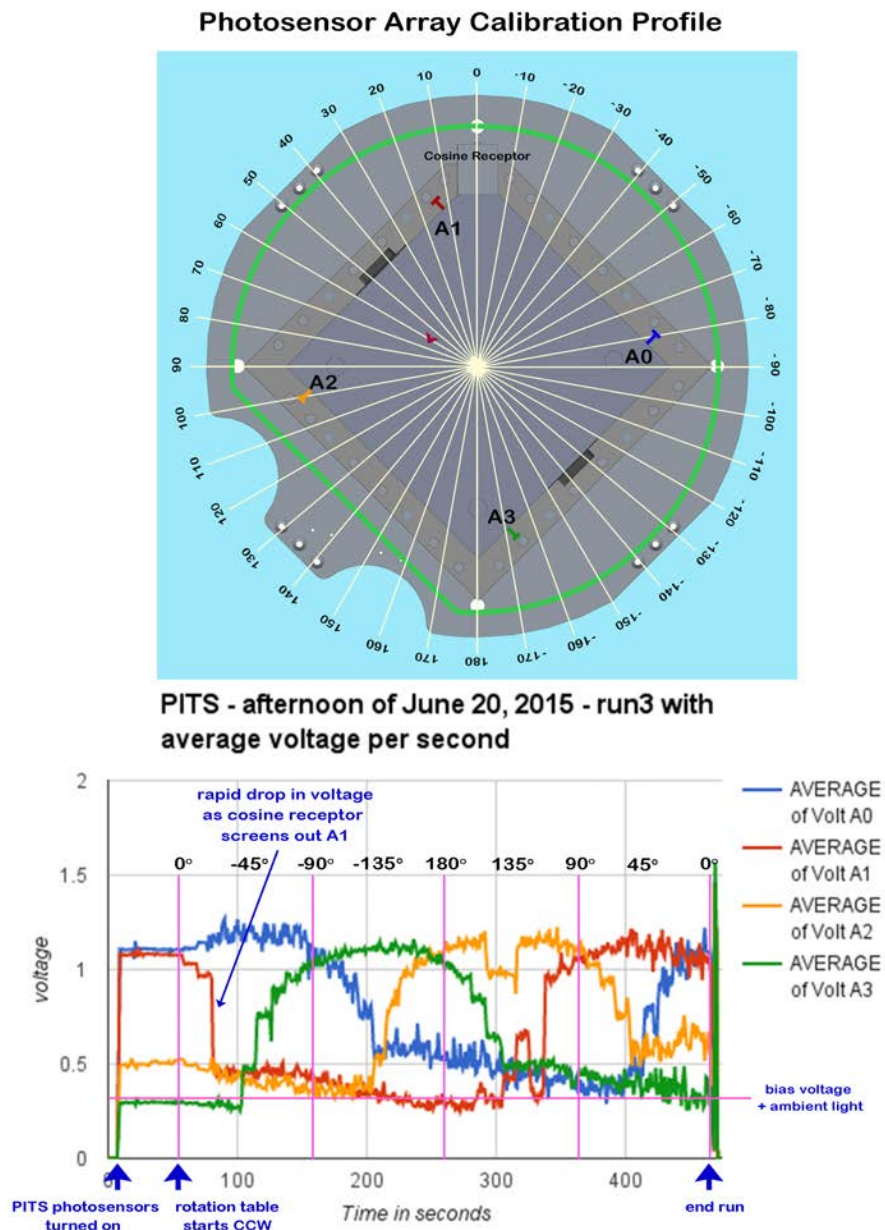 Photosensor Array Calibration Profile
0
10
-10
20
-20
30
-30
40
-40
50
-50
60
-60
70
-70
80
-80
90
-90
100
-100
110
-110
120
-120
130
-130
140
-140
150
-150
160
-160
170
-170
180
Cosine Receptor
A1
A0
A2
A3
PITS - afternoon of June 20, 2015 - run3 with
average voltage per second
2
1.5
1
0.5
0
voltage
rapid drop in voltage
as cosine receptor
screens out A1
0° -45° -90° -135° 180° 135° 90° 45° 0°
AVERAGE
of Volt A0
AVERAGE
of Volt A1
AVERAGE
of Volt A2
AVERAGE
of Volt A3
bias voltage
+ ambient light
0 100 200 300 400
Time in seconds
PITS photosensors
turned on
rotation table
starts CCW
end run